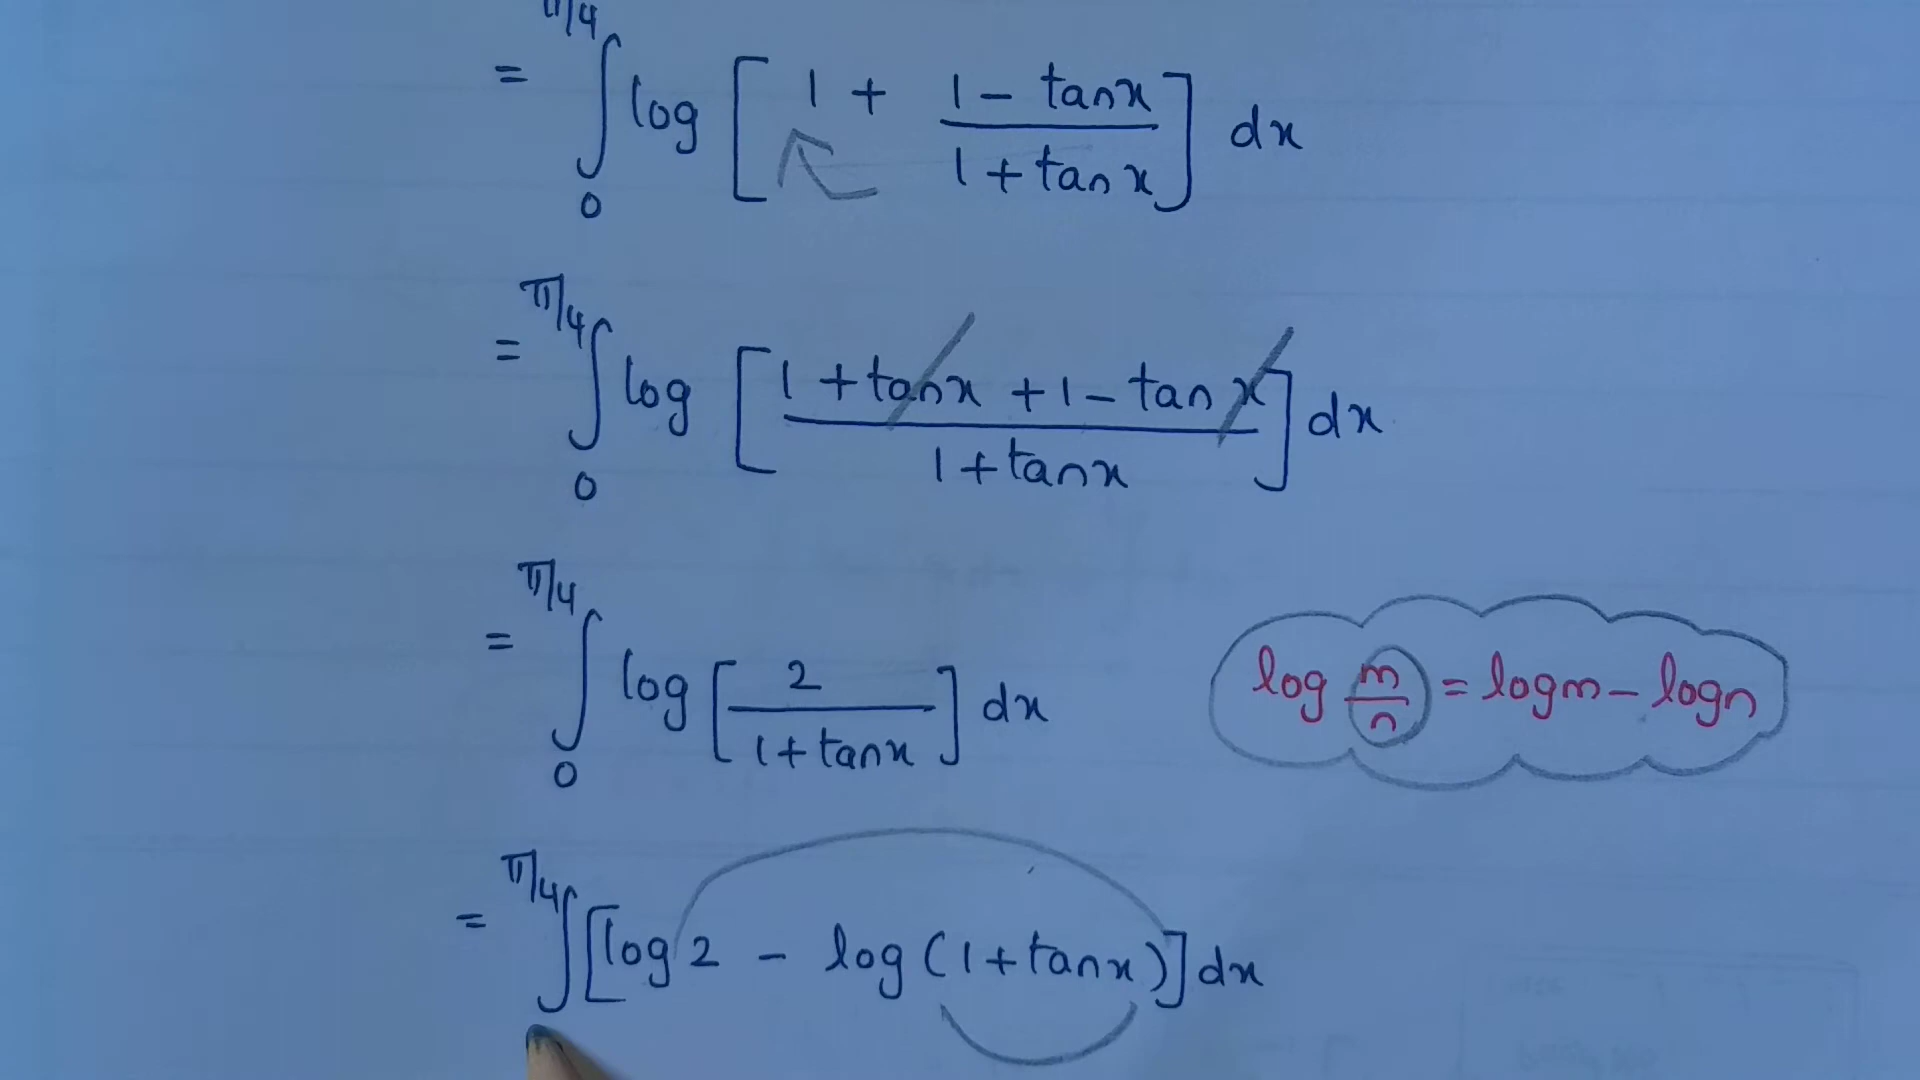 = ∫₀^{π/4} log [ 1 + (1 - tanx)/(1 + tanx) ] dx
= ∫₀^{π/4} log [ (1 + tanx + 1 - tanx)/(1 + tanx) ] dx
= ∫₀^{π/4} log [ 2/(1 + tanx) ] dx
log m/n = logm - logn
= ∫^{π/4} [log 2 - log (1 + tanx)] dx